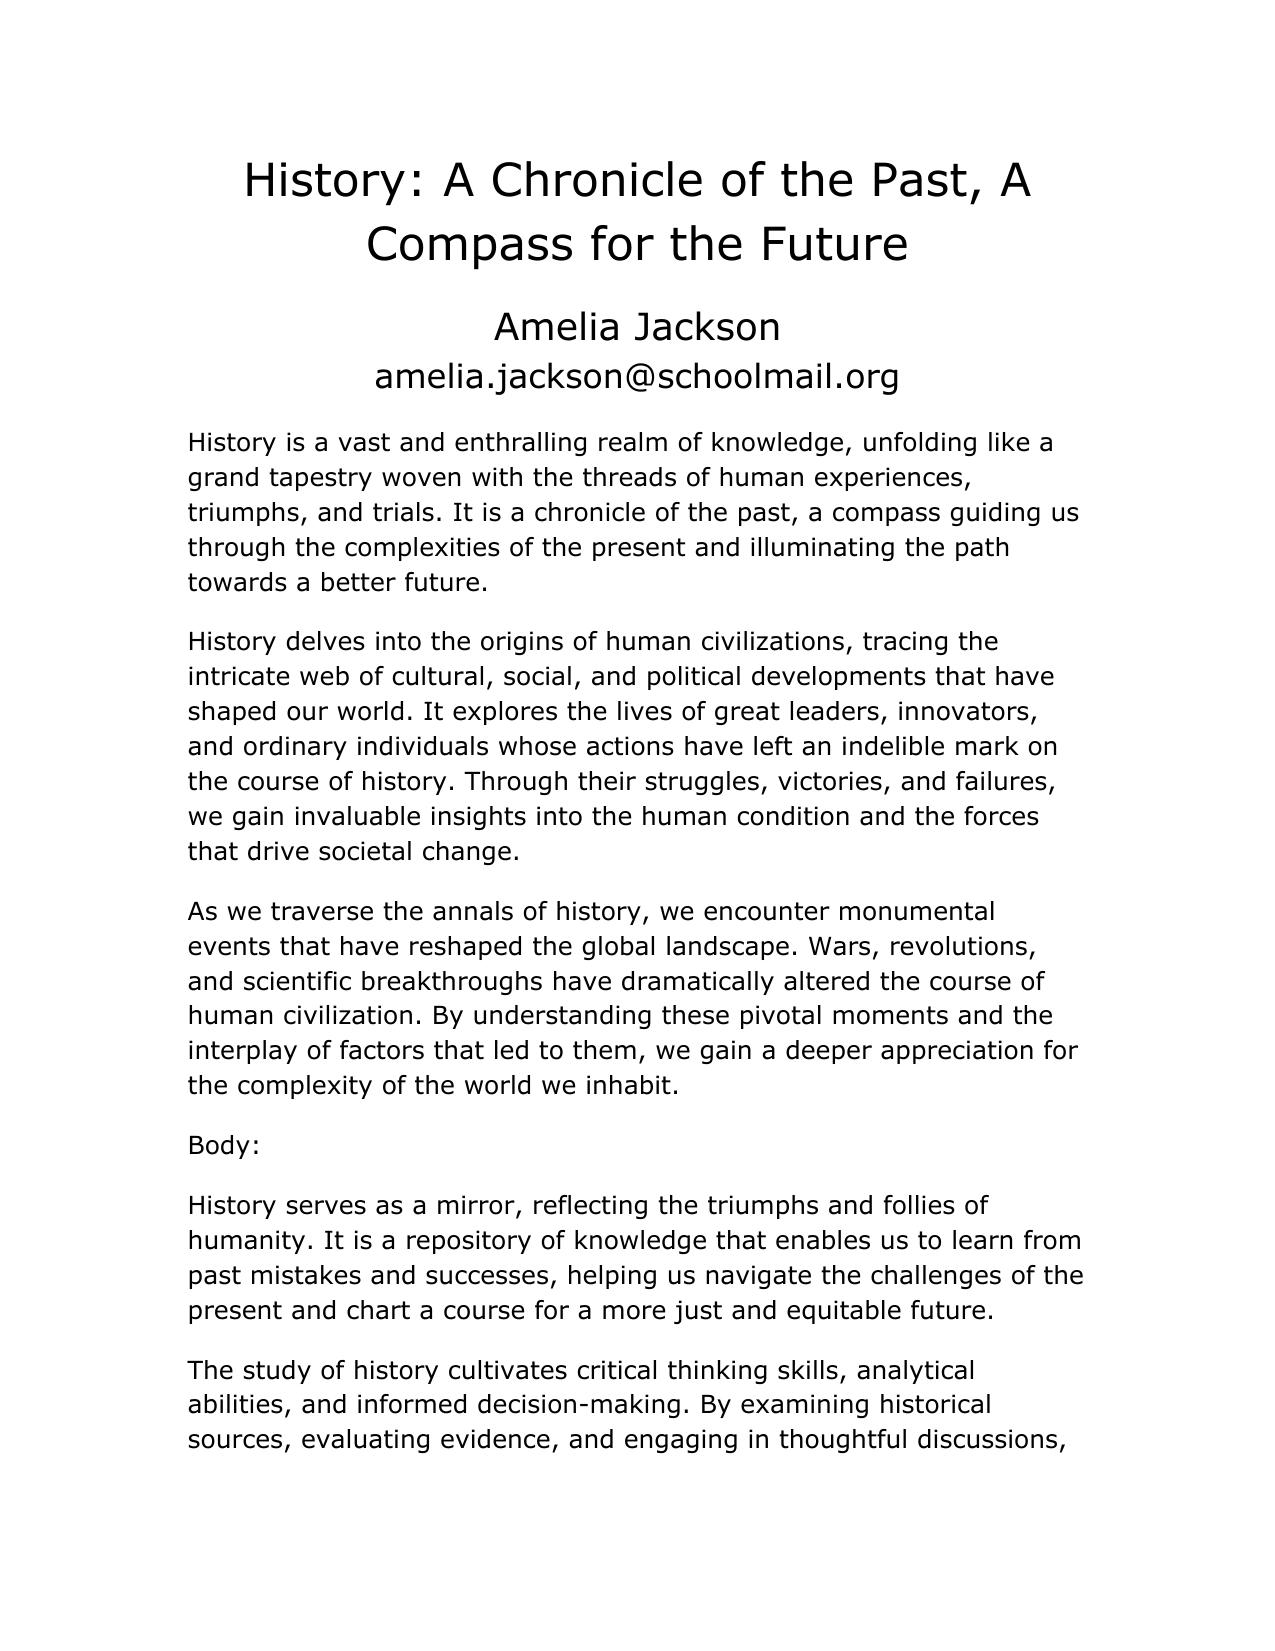 History: A Chronicle of the Past, A
Compass for the Future
Amelia Jackson
amelia.jackson@schoolmail.org
History is a vast and enthralling realm of knowledge, unfolding like a
grand tapestry woven with the threads of human experiences,
triumphs, and trials. It is a chronicle of the past, a compass guiding us
through the complexities of the present and illuminating the path
towards a better future.
History delves into the origins of human civilizations, tracing the
intricate web of cultural, social, and political developments that have
shaped our world. It explores the lives of great leaders, innovators,
and ordinary individuals whose actions have left an indelible mark on
the course of history. Through their struggles, victories, and failures,
we gain invaluable insights into the human condition and the forces
that drive societal change.
As we traverse the annals of history, we encounter monumental
events that have reshaped the global landscape. Wars, revolutions,
and scientific breakthroughs have dramatically altered the course of
human civilization. By understanding these pivotal moments and the
interplay of factors that led to them, we gain a deeper appreciation for
the complexity of the world we inhabit.
Body:
History serves as a mirror, reflecting the triumphs and follies of
humanity. It is a repository of knowledge that enables us to learn from
past mistakes and successes, helping us navigate the challenges of the
present and chart a course for a more just and equitable future.
The study of history cultivates critical thinking skills, analytical
abilities, and informed decision-making. By examining historical
sources, evaluating evidence, and engaging in thoughtful discussions,